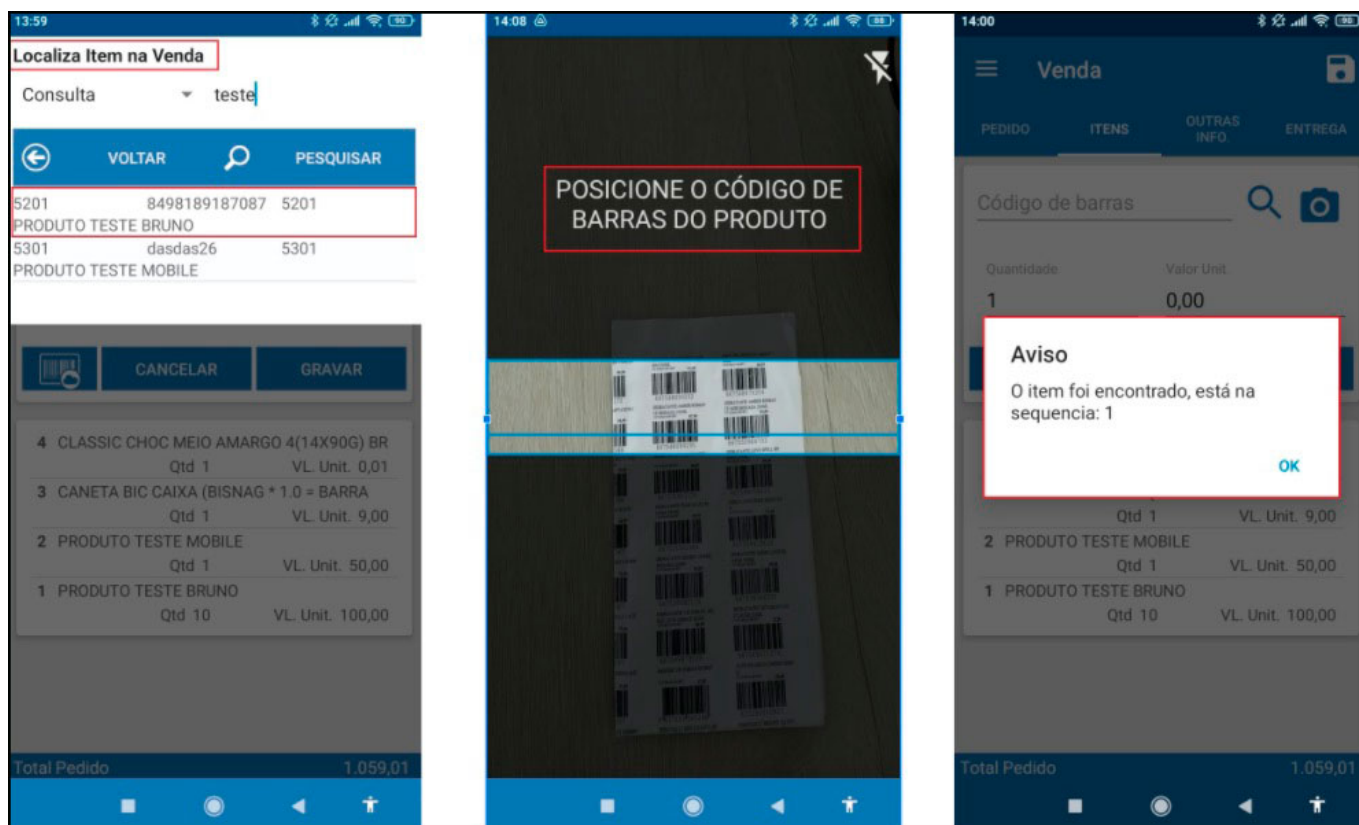 13:59
90
Localiza Item na Venda
Consulta teste
VOLTAR PESQUISAR
5201 8498189187087 5201
PRODUTO TESTE BRUNO
5301 dasdas26 5301
PRODUTO TESTE MOBILE
CANCELAR GRAVAR
4 CLASSIC CHOC MEIO AMARGO 4(14X90G) BR
Qtd 1 VL. Unit. 0,01
3 CANETA BIC CAIXA (BISNAG * 1.0 = BARRA
Qtd 1 VL. Unit. 9,00
2 PRODUTO TESTE MOBILE
Qtd 1 VL. Unit. 50,00
1 PRODUTO TESTE BRUNO
Qtd 10 VL. Unit. 100,00
Total Pedido 1.059,01
14:08
88
POSICIONE O CÓDIGO DE
BARRAS DO PRODUTO
14:00
90
Venda
PEDIDO ITENS OUTRAS INFO. ENTREGA
Código de barras
Quantidade Valor Unit.
1 0,00
Aviso
O item foi encontrado, está na
sequencia: 1
OK
Qtd 1 VL. Unit. 9,00
2 PRODUTO TESTE MOBILE
Qtd 1 VL. Unit. 50,00
1 PRODUTO TESTE BRUNO
Qtd 10 VL. Unit. 100,00
Total Pedido 1.059,01